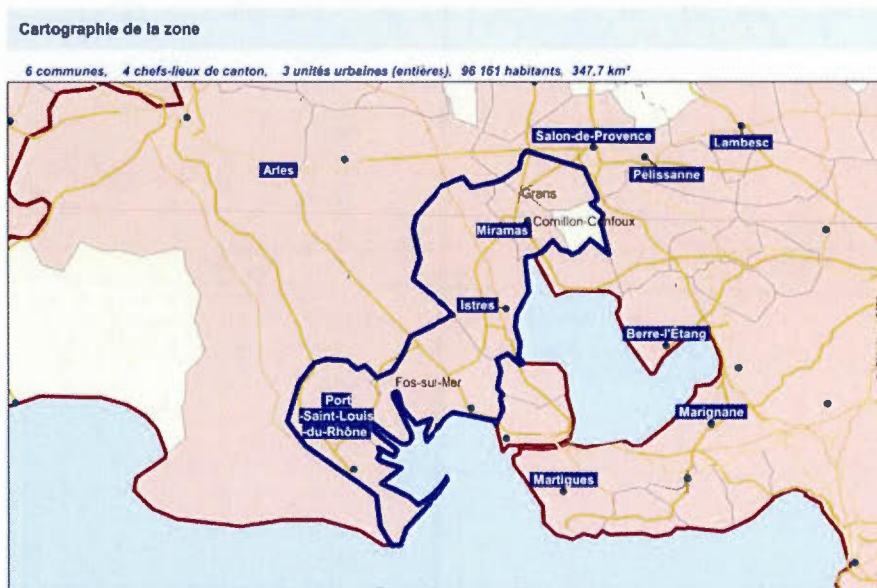 Cartographie de la zone
6 communes, 4 chefs-lieux de canton, 3 unités urbaines (entières), 96 161 habitants, 347,7 km²
Salon-de-Provence
Lambesc
Arles
Pélissanne
Grans
Cornillon-Confoux
Miramas
Istres
Berre-l'Étang
Fos-sur-Mer
Port
-Saint-Louis
-du-Rhône
Marignane
Martigues